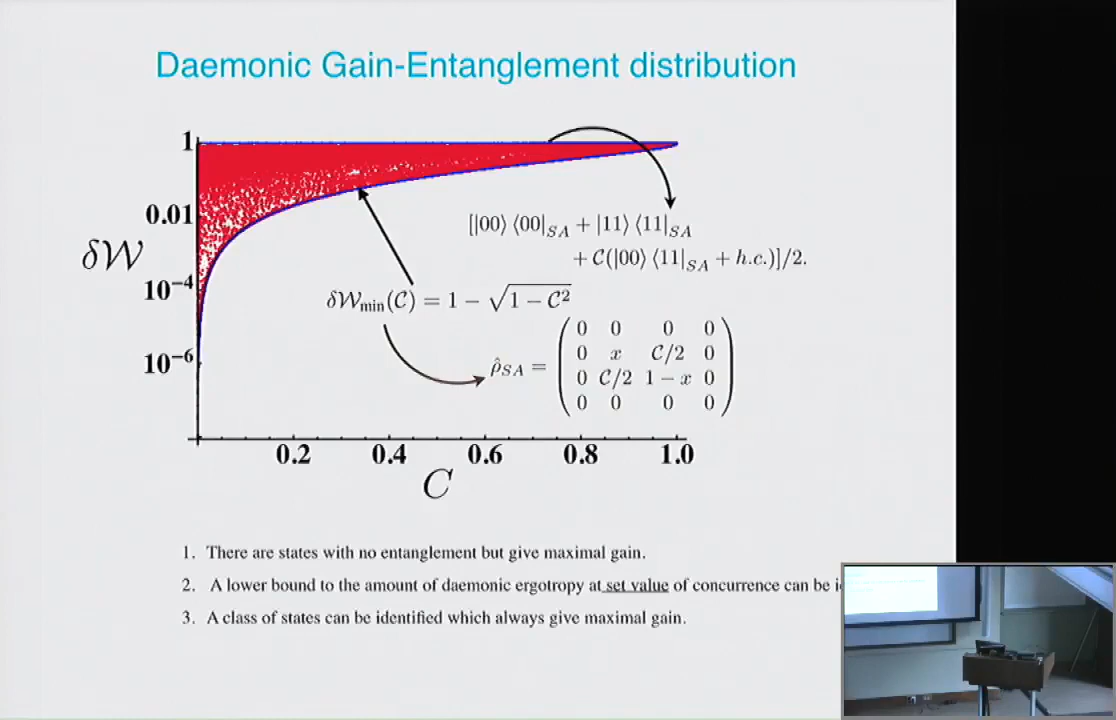 Daemonic Gain-Entanglement distribution
1
0.01
δ𝒲
10⁻⁴
10⁻⁶
[|00⟩ ⟨00|_SA + |11⟩ ⟨11|_SA
+ 𝒞(|00⟩ ⟨11|_SA + h.c.)]/2.
δ𝒲_min(𝒞) = 1 − √(1 − 𝒞²)
ρ̂_SA =
0 0 0 0
0 x 𝒞/2 0
0 𝒞/2 1 − x 0
0 0 0 0
0.2 0.4 0.6 0.8 1.0
C
1. There are states with no entanglement but give maximal gain.
2. A lower bound to the amount of daemonic ergotropy at set value of concurrence can be
3. A class of states can be identified which always give maximal gain.